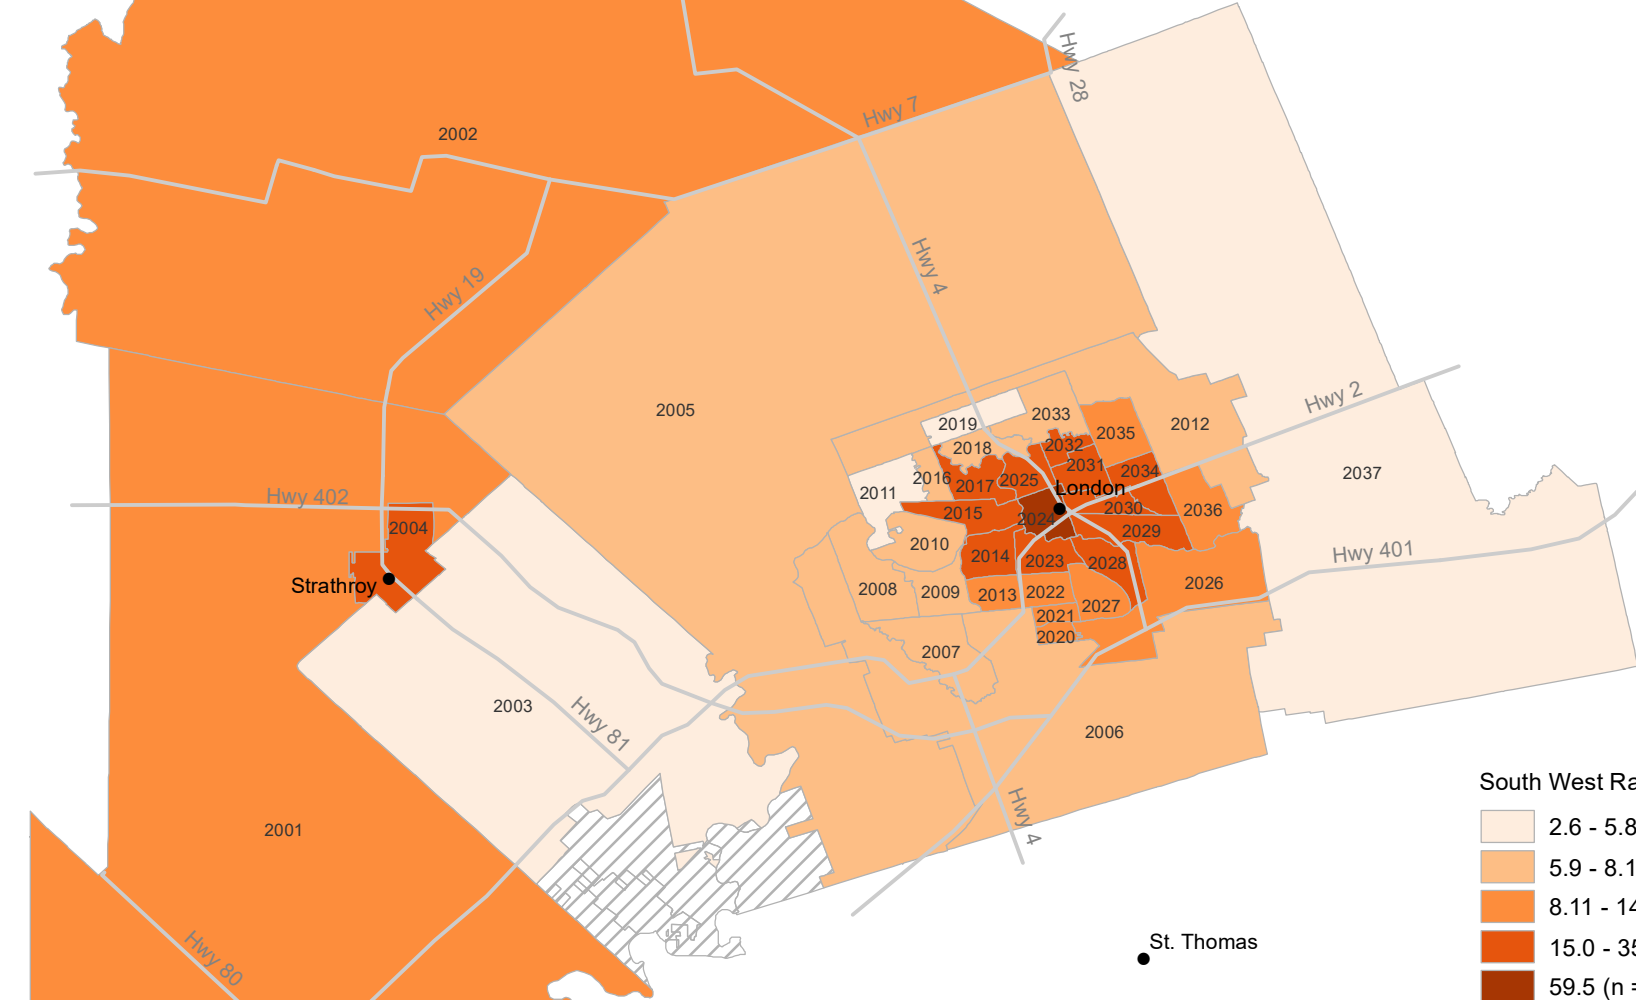 Hwy 28
Hwy 7
2002
Hwy 4
Hwy 19
Hwy 2
2005
2033
2019
2012
2035
2018
2032
2031
2034
2037
2016
2017
2025
2011
London
Hwy 402
2030
2036
2015
2024
2004
2029
2010
Hwy 401
2014
2023
2028
2026
Strathroy
2008
2009
2013
2022
2027
2021
2020
2007
2003
Hwy 81
2006
South West Ra
2.6 - 5.8
Hwy 4
2001
5.9 - 8.1
8.11 - 14
St. Thomas
15.0 - 35
Hwy 80
59.5 (n =